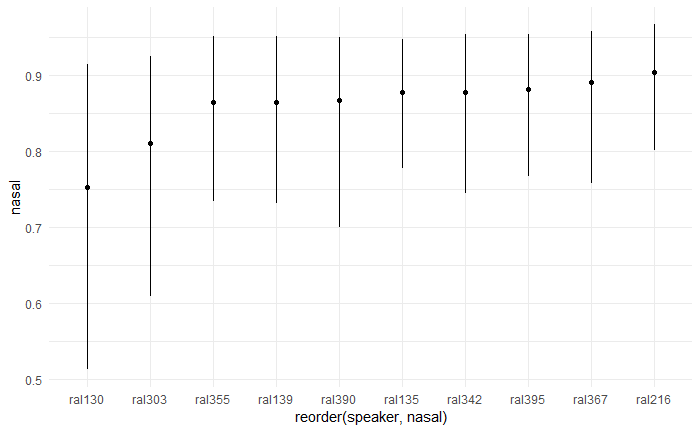 nasal
0.9
0.8
0.7
0.6
0.5
ral130 ral303 ral355 ral139 ral390 ral135 ral342 ral395 ral367 ral216
reorder(speaker, nasal)